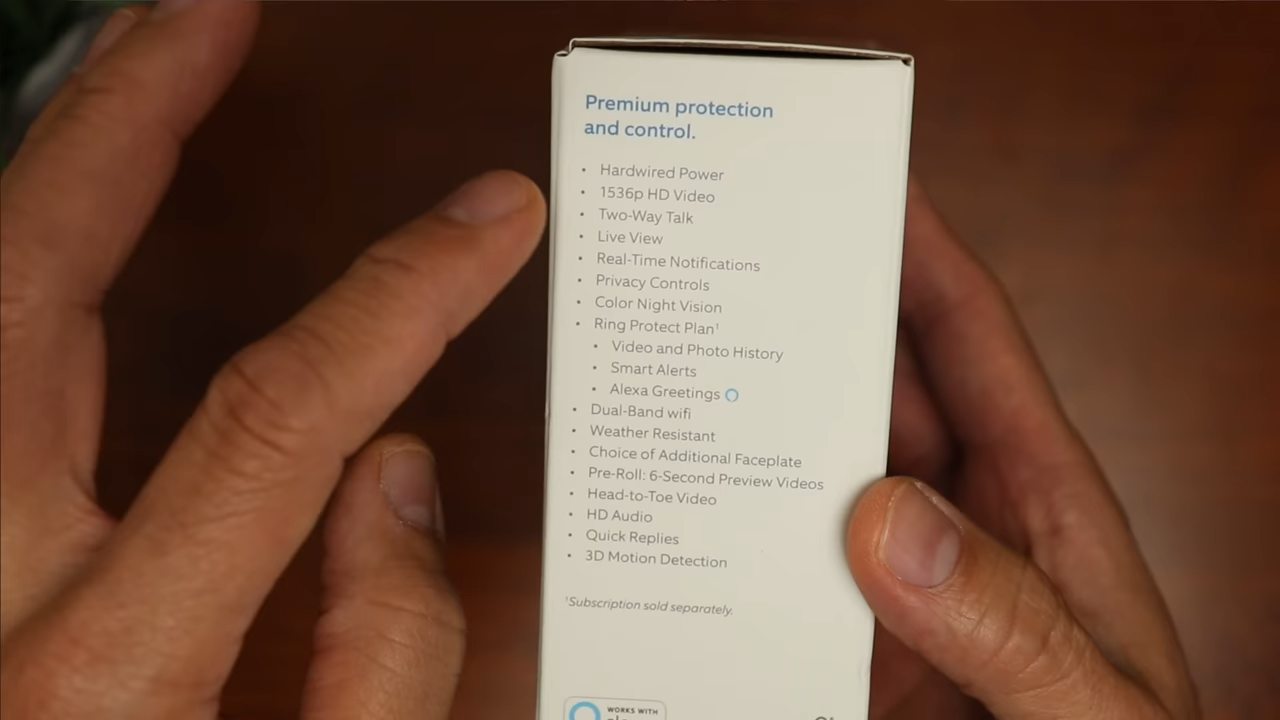 Premium protection
and control.
• Hardwired Power
• 1536p HD Video
• Two-Way Talk
• Live View
• Real-Time Notifications
• Privacy Controls
• Color Night Vision
• Ring Protect Plan¹
• Video and Photo History
• Smart Alerts
• Alexa Greetings
• Dual-Band wifi
• Weather Resistant
• Choice of Additional Faceplate
• Pre-Roll: 6-Second Preview Videos
• Head-to-Toe Video
• HD Audio
• Quick Replies
• 3D Motion Detection
¹Subscription sold separately.
WORKS WITH